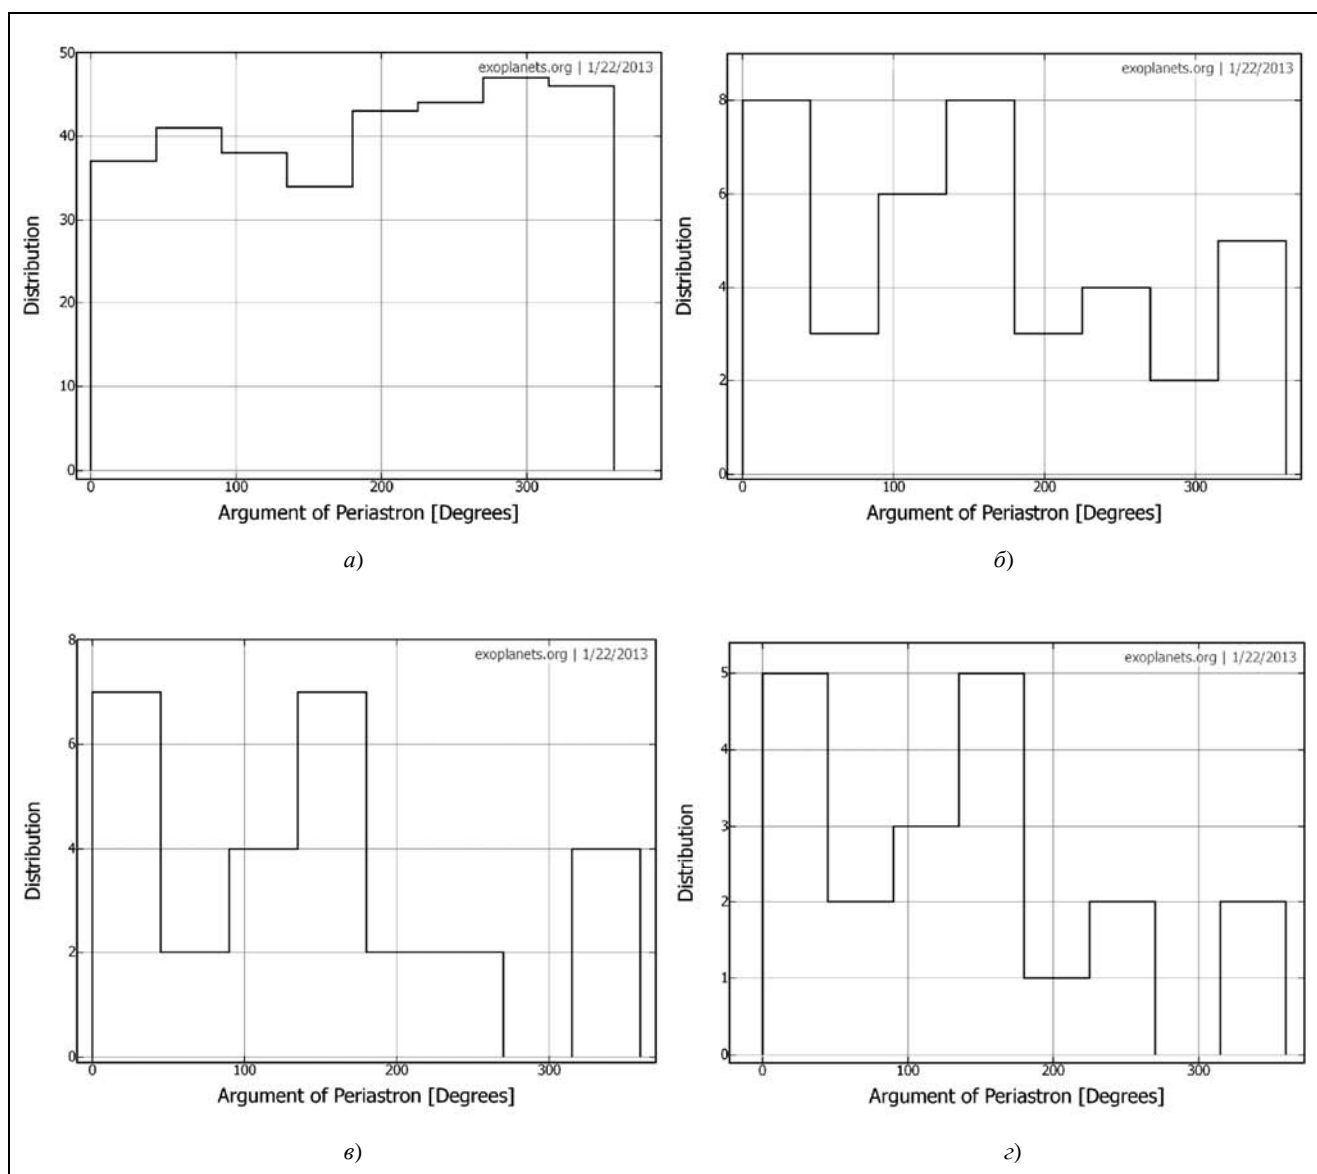 50
40
30
20
10
0
Distribution
exoplanets.org | 1/22/2013
0 100 200 300
Argument of Periastron [Degrees]
а)
8
6
4
2
0
Distribution
exoplanets.org | 1/22/2013
0 100 200 300
Argument of Periastron [Degrees]
б)
8
6
4
2
0
Distribution
exoplanets.org | 1/22/2013
0 100 200 300
Argument of Periastron [Degrees]
в)
5
4
3
2
1
0
Distribution
exoplanets.org | 1/22/2013
0 100 200 300
Argument of Periastron [Degrees]
г)